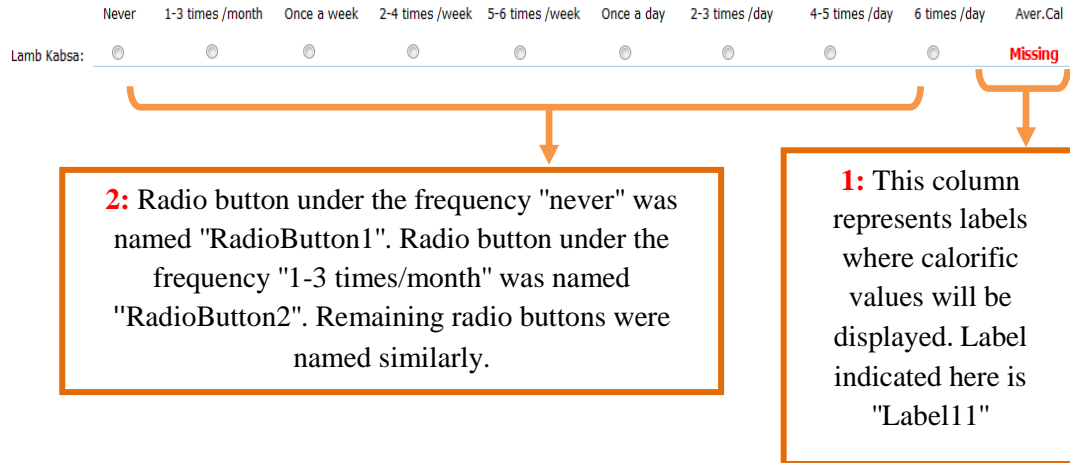 Never 1-3 times /month Once a week 2-4 times /week 5-6 times /week Once a day 2-3 times /day 4-5 times /day 6 times /day Aver.Cal
Lamb Kabsa: Missing
2: Radio button under the frequency "never" was
named "RadioButton1". Radio button under the
frequency "1-3 times/month" was named
"RadioButton2". Remaining radio buttons were
named similarly.
1: This column
represents labels
where calorific
values will be
displayed. Label
indicated here is
"Label11"